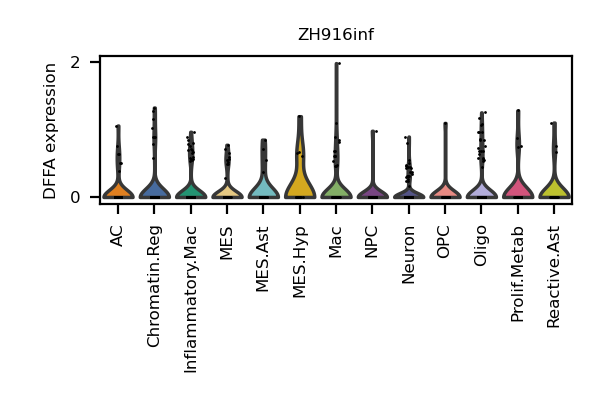 ZH916inf
DFFA expression
2
0
AC
Chromatin.Reg
Inflammatory.Mac
MES
MES.Ast
MES.Hyp
Mac
NPC
Neuron
OPC
Oligo
Prolif.Metab
Reactive.Ast